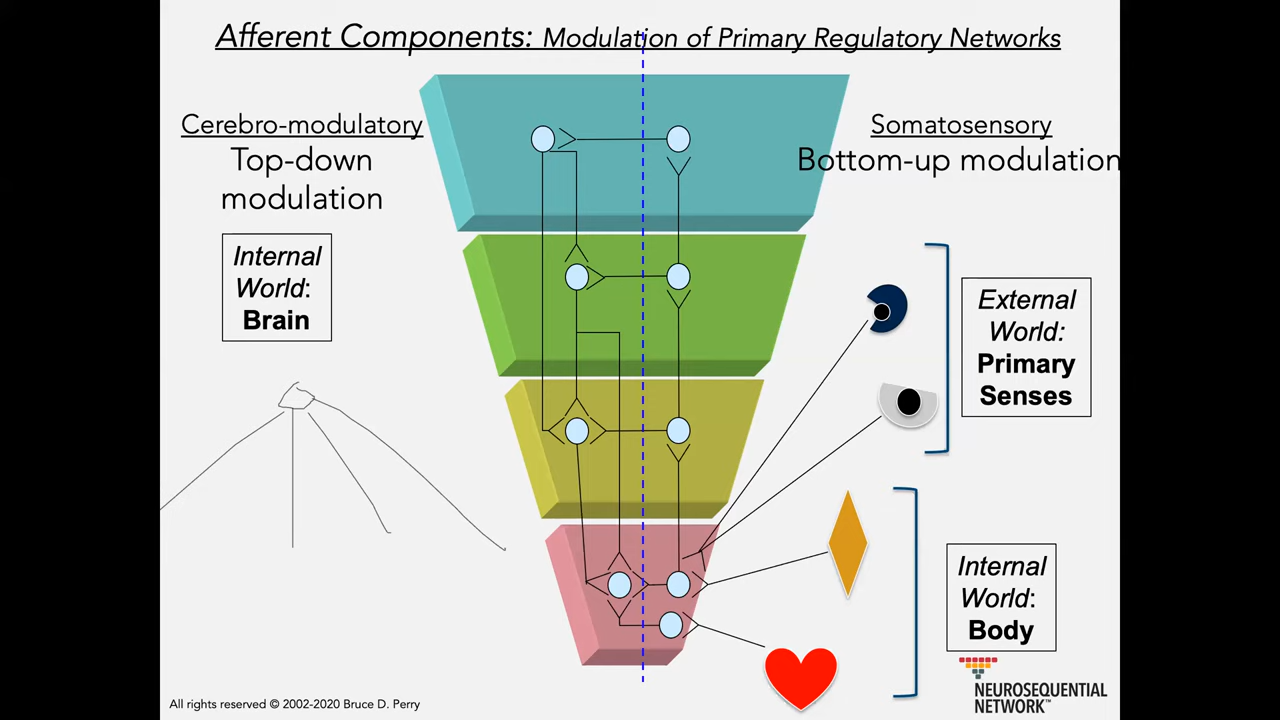 Afferent Components: Modulation of Primary Regulatory Networks
Cerebro-modulatory
Top-down
modulation
Internal
World:
Brain
Somatosensory
Bottom-up modulation
External
World:
Primary
Senses
Internal
World:
Body
NEUROSEQUENTIAL
NETWORK™
All rights reserved © 2002-2020 Bruce D. Perry